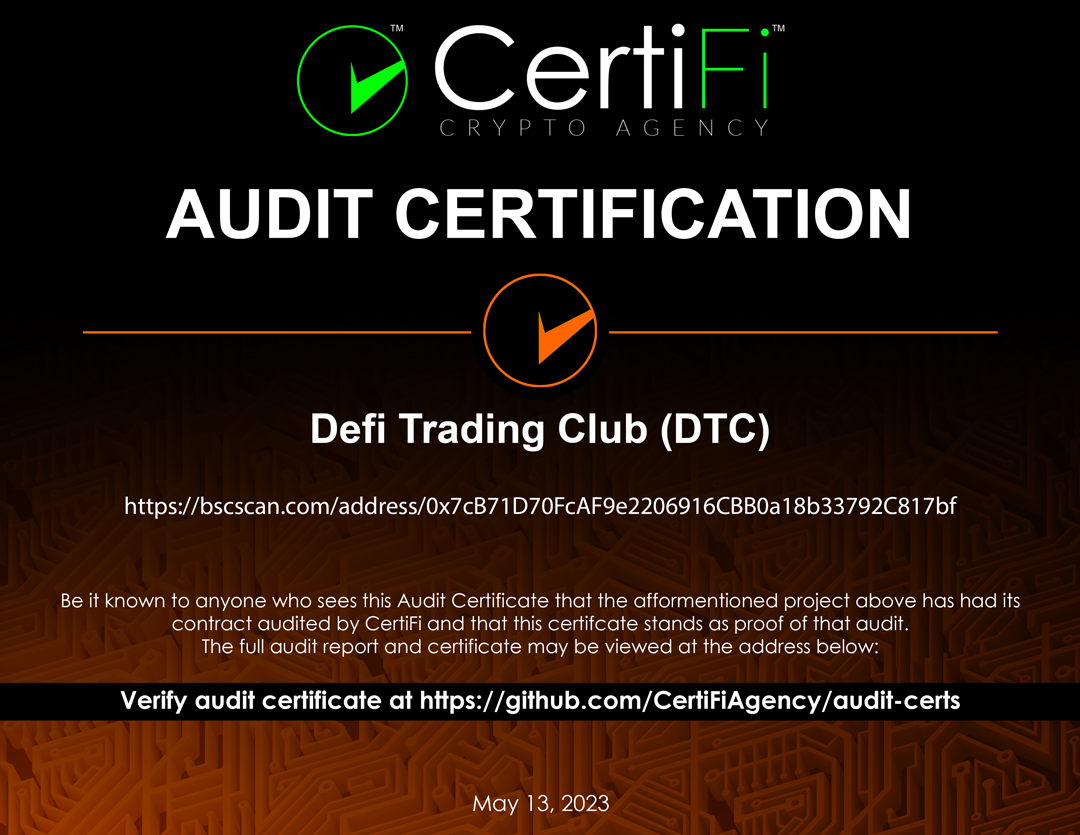 TM
CertiFi TM
CRYPTO AGENCY
AUDIT CERTIFICATION
Defi Trading Club (DTC)
https://bscscan.com/address/0x7cB71D70FcAF9e2206916CBB0a18b33792C817bf
Be it known to anyone who sees this Audit Certificate that the afformentioned project above has had its
contract audited by CertiFi and that this certifcate stands as proof of that audit.
The full audit report and certificate may be viewed at the address below:
Verify audit certificate at https://github.com/CertiFiAgency/audit-certs
May 13, 2023